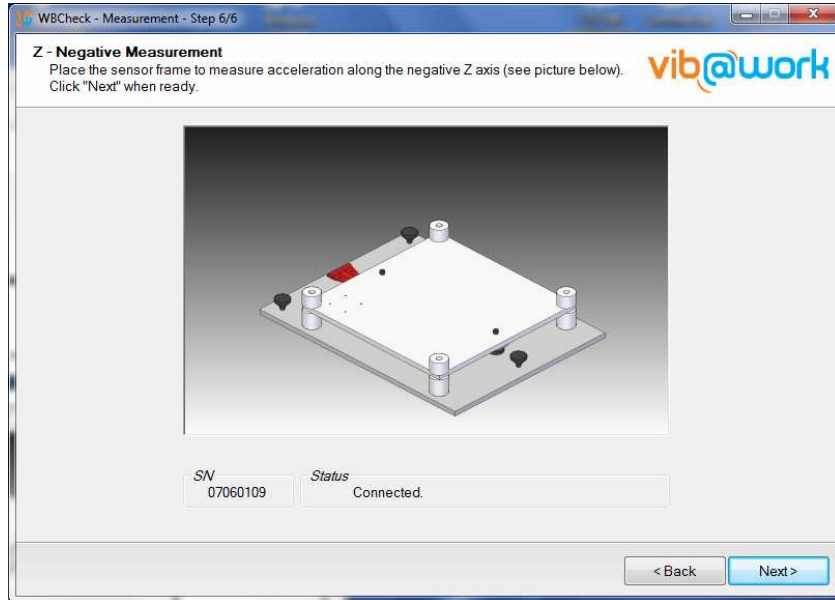 WBCheck - Measurement - Step 6/6
Z - Negative Measurement
Place the sensor frame to measure acceleration along the negative Z axis (see picture below).
Click "Next" when ready.
vib@work
SN
07060109
Status
Connected.
< Back
Next >